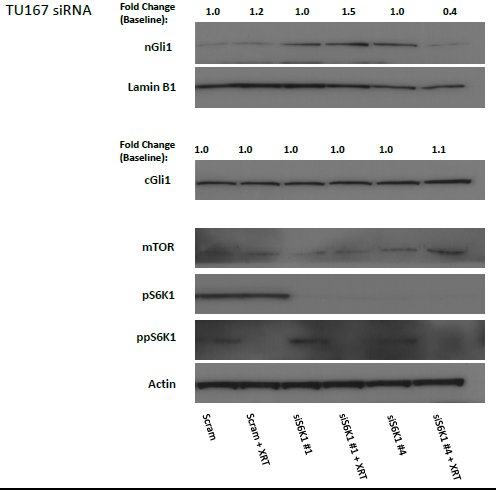 TU167 siRNA
Fold Change
(Baseline):
1.0 1.2 1.0 1.5 1.0 0.4
nGli1
Lamin B1
Fold Change
(Baseline):
1.0 1.0 1.0 1.0 1.0 1.1
cGli1
mTOR
pS6K1
ppS6K1
Actin
Scram
Scram + XRT
siS6K1 #1
siS6K1 #1 + XRT
siS6K1 #4
siS6K1 #4 + XRT